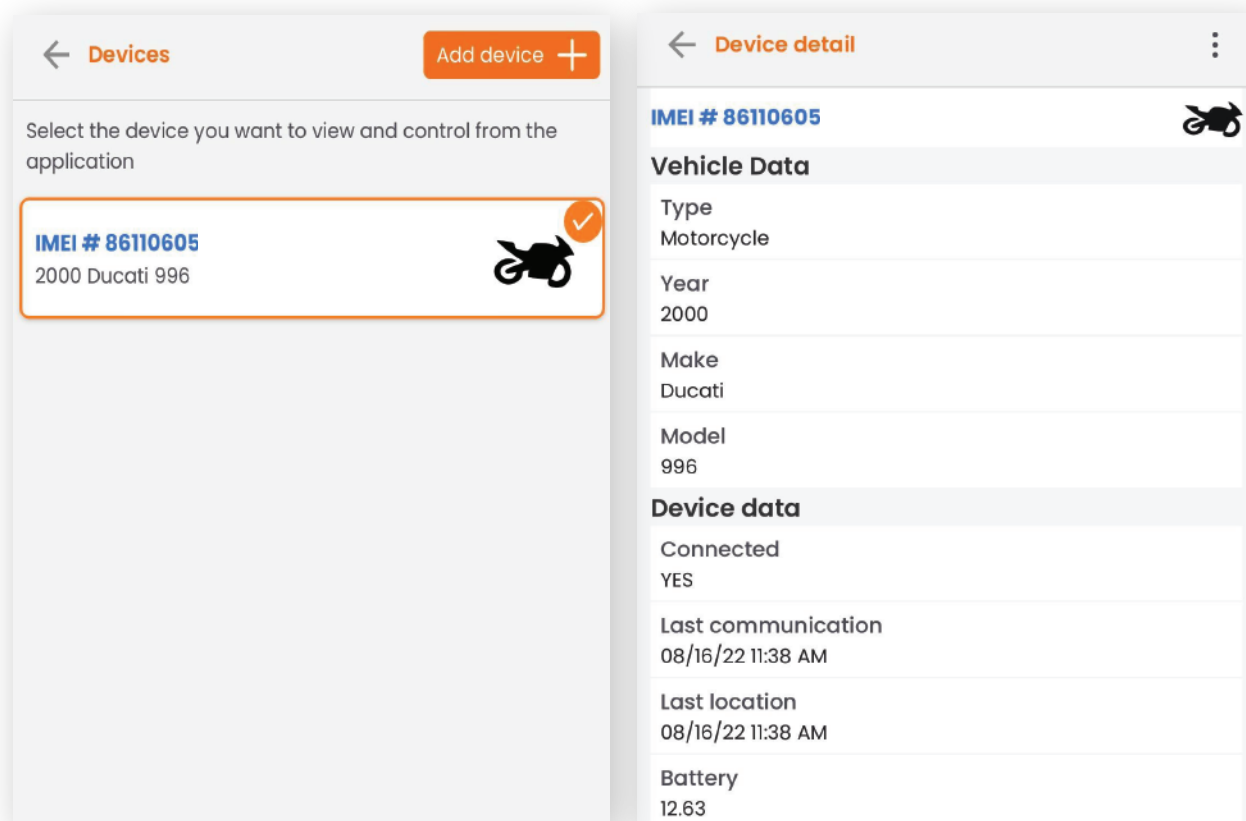 Devices
Add device
Select the device you want to view and control from the
application
IMEI # 86110605
2000 Ducati 996
Device detail
IMEI # 86110605
Vehicle Data
Type
Motorcycle
Year
2000
Make
Ducati
Model
996
Device data
Connected
YES
Last communication
08/16/22 11:38 AM
Last location
08/16/22 11:38 AM
Battery
12.63